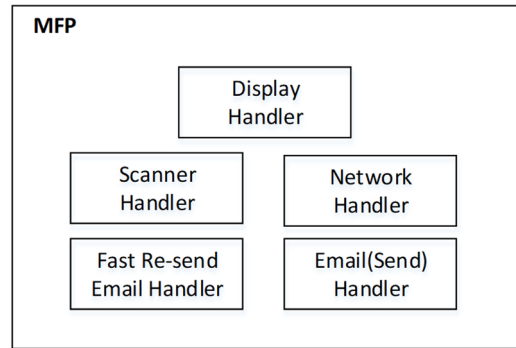 MFP
Display
Handler
Scanner
Handler
Network
Handler
Fast Re-send
Email Handler
Email(Send)
Handler